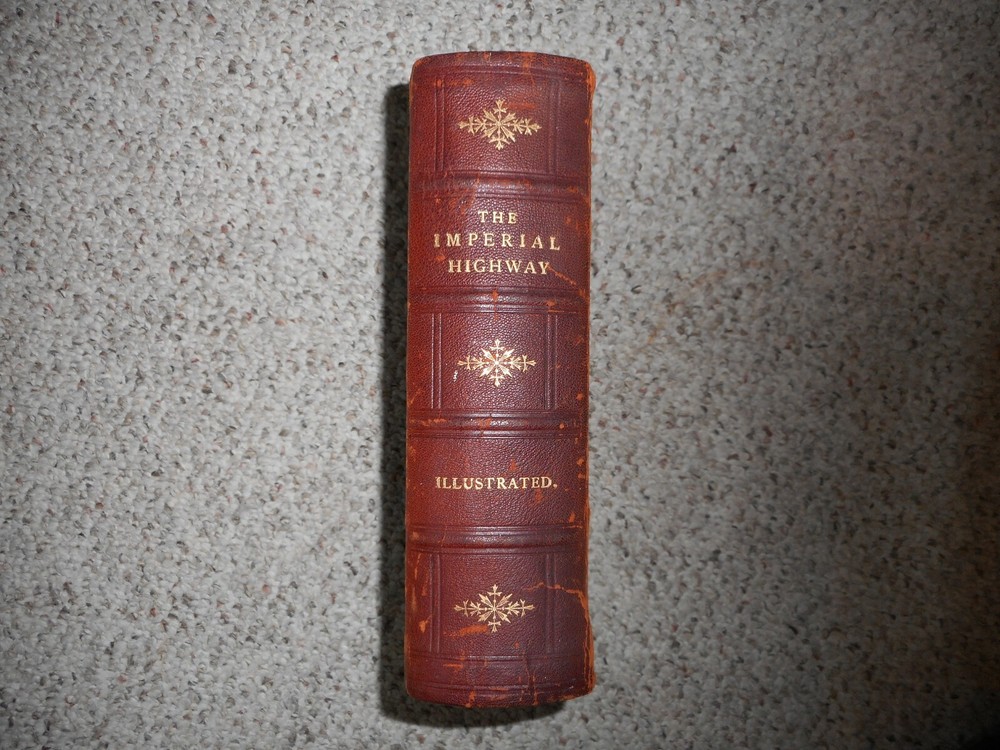 THE
IMPERIAL
HIGHWAY
ILLUSTRATED.